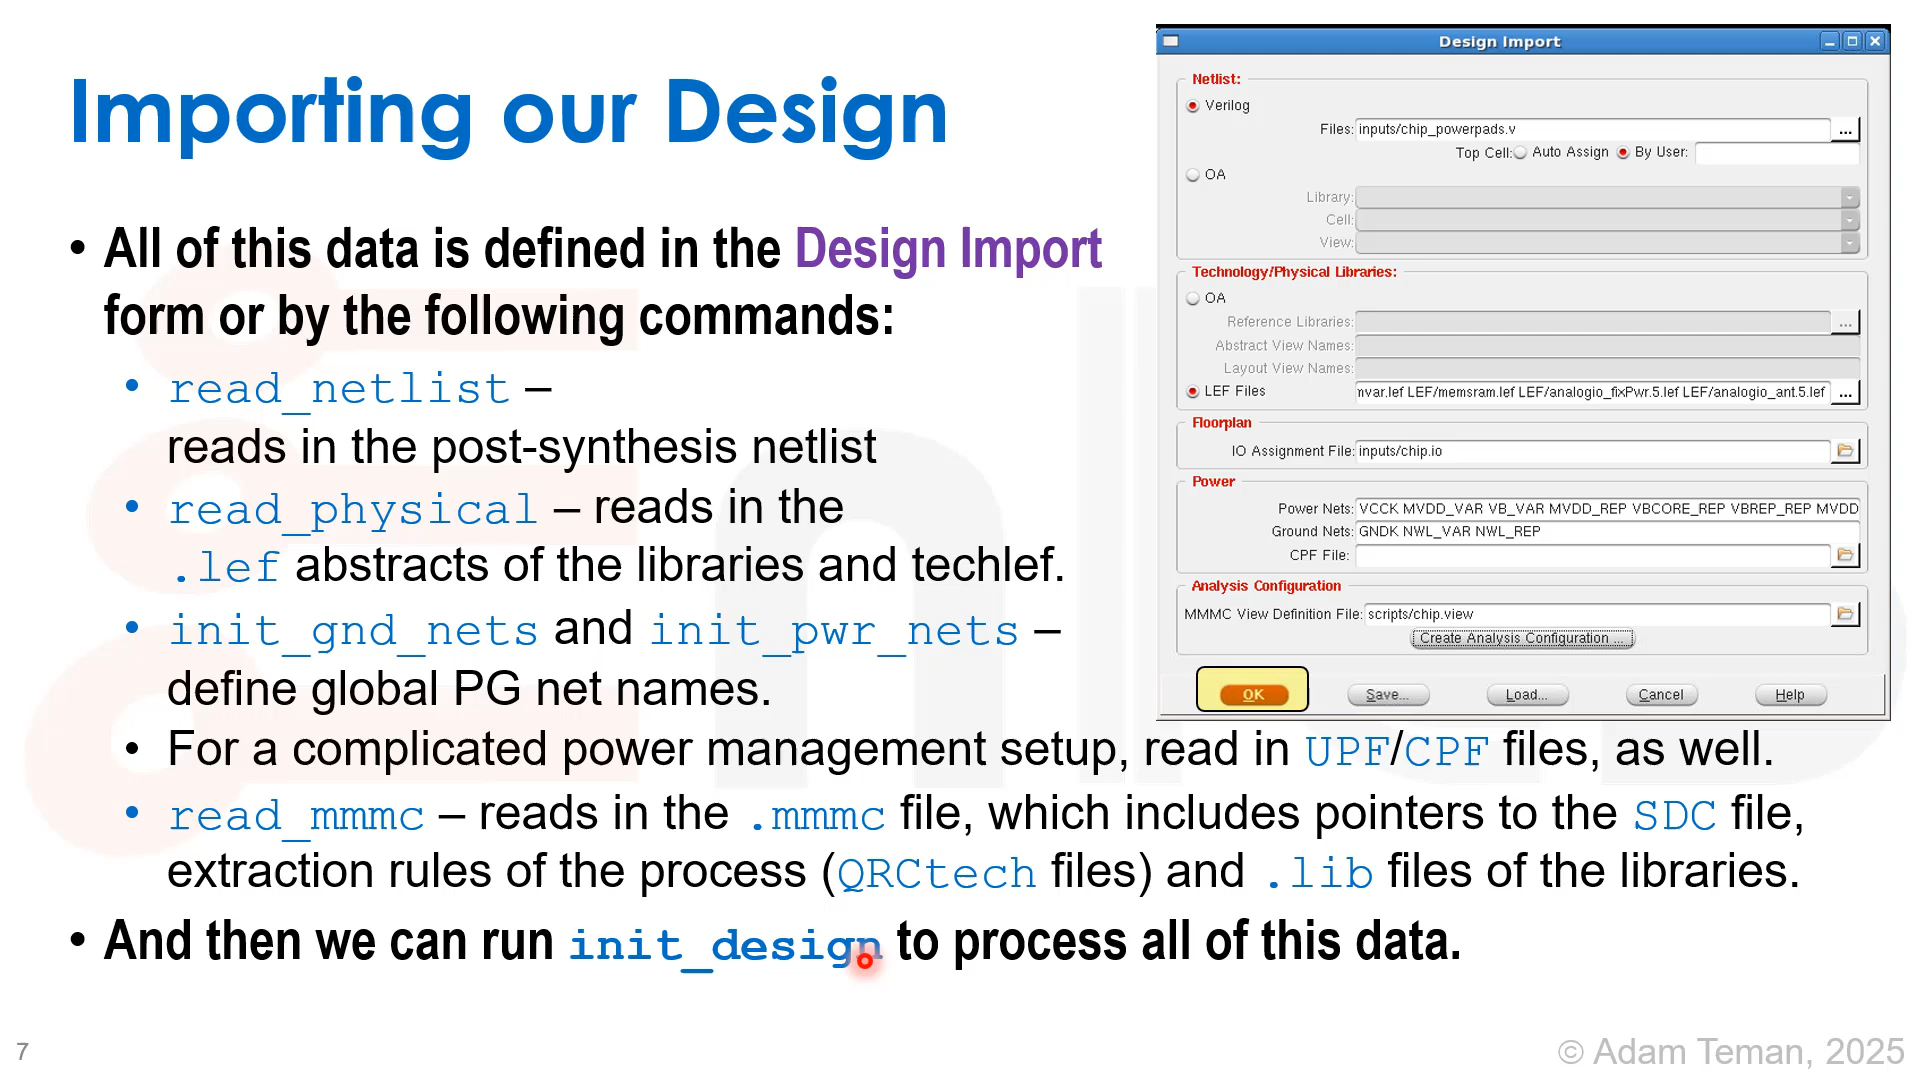 Importing our Design
• All of this data is defined in the Design Import
form or by the following commands:
• read_netlist –
reads in the post-synthesis netlist
• read_physical – reads in the
.lef abstracts of the libraries and techlef.
• init_gnd_nets and init_pwr_nets –
define global PG net names.
• For a complicated power management setup, read in UPF/CPF files, as well.
• read_mmmc – reads in the .mmmc file, which includes pointers to the SDC file,
extraction rules of the process (QRCtech files) and .lib files of the libraries.
• And then we can run init_design to process all of this data.
Design Import
Netlist:
Verilog
Files: inputs/chip_powerpads.v ...
Top Cell: Auto Assign By User:
OA
Library:
Cell:
View:
Technology/Physical Libraries:
OA
Reference Libraries: ...
Abstract View Names:
Layout View Names:
LEF Files mvar.lef LEF/memsram.lef LEF/analogio_fixPwr.5.lef LEF/analogio_ant.5.lef ...
Floorplan
IO Assignment File: inputs/chip.io
Power
Power Nets: VCCK MVDD_VAR VB_VAR MVDD_REP VBCORE_REP VBREP_REP MVDD
Ground Nets: GNDK NWL_VAR NWL_REP
CPF File:
Analysis Configuration
MMMC View Definition File: scripts/chip.view
Create Analysis Configuration ...
OK Save... Load... Cancel Help
7
© Adam Teman, 2025